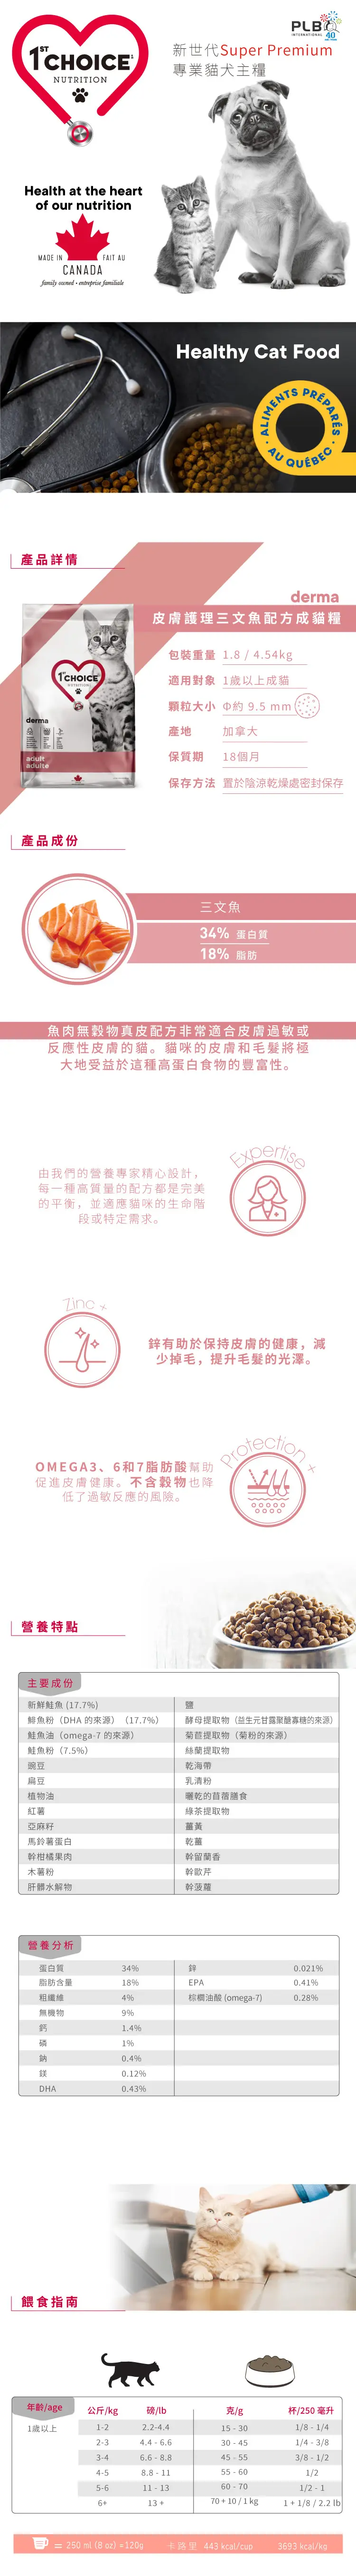 1ST CHOICE
NUTRITION
PLB
INTERNATIONAL 40
新世代Super Premium
專業貓犬主糧
Health at the heart
of our nutrition
MADE IN FAIT AU
CANADA
family owned • entreprise familiale
Healthy Cat Food
ALIMENTS PRÉPARÉS
AU QUÉBEC
產品詳情
derma
皮膚護理三文魚配方成貓糧
1ST CHOICE
NUTRITION
derma
adult
adulte
包裝重量 1.8 / 4.54kg
適用對象 1歲以上成貓
顆粒大小 Φ約 9.5 mm
產地 加拿大
保質期 18個月
保存方法 置於陰涼乾燥處密封保存
產品成份
三文魚
34% 蛋白質
18% 脂肪
魚肉無穀物真皮配方非常適合皮膚過敏或
反應性皮膚的貓。貓咪的皮膚和毛髮將極
大地受益於這種高蛋白食物的豐富性。
Expertise
由我們的營養專家精心設計，
每一種高質量的配方都是完美
的平衡，並適應貓咪的生命階
段或特定需求。
Zinc +
鋅有助於保持皮膚的健康，減
少掉毛，提升毛髮的光澤。
Protection +
OMEGA3、6和7脂肪酸幫助
促進皮膚健康。不含穀物也降
低了過敏反應的風險。
營養特點
主要成份
新鮮鮭魚 (17.7%) 鹽
鯡魚粉（DHA 的來源）（17.7%） 酵母提取物（益生元甘露聚醣寡糖的來源）
鮭魚油（omega-7 的來源） 菊苣提取物（菊粉的來源）
鮭魚粉（7.5%） 絲蘭提取物
豌豆 乾海帶
扁豆 乳清粉
植物油 曬乾的苜蓿膳食
紅薯 綠茶提取物
亞麻籽 薑黃
馬鈴薯蛋白 乾薑
幹柑橘果肉 幹留蘭香
木薯粉 幹歐芹
肝髒水解物 幹菠蘿
營養分析
蛋白質 34% 鋅 0.021%
脂肪含量 18% EPA 0.41%
粗纖維 4% 棕櫚油酸 (omega-7) 0.28%
無機物 9%
鈣 1.4%
磷 1%
鈉 0.4%
鎂 0.12%
DHA 0.43%
餵食指南
年齡/age 公斤/kg 磅/lb 克/g 杯/250 毫升
1歲以上 1-2 2.2-4.4 15 - 30 1/8 - 1/4
2-3 4.4 - 6.6 30 - 45 1/4 - 3/8
3-4 6.6 - 8.8 45 - 55 3/8 - 1/2
4-5 8.8 - 11 55 - 60 1/2
5-6 11 - 13 60 - 70 1/2 - 1
6+ 13 + 70 + 10 / 1 kg 1 + 1/8 / 2.2 lb
= 250 ml (8 oz) =120g 卡路里 443 kcal/cup 3693 kcal/kg